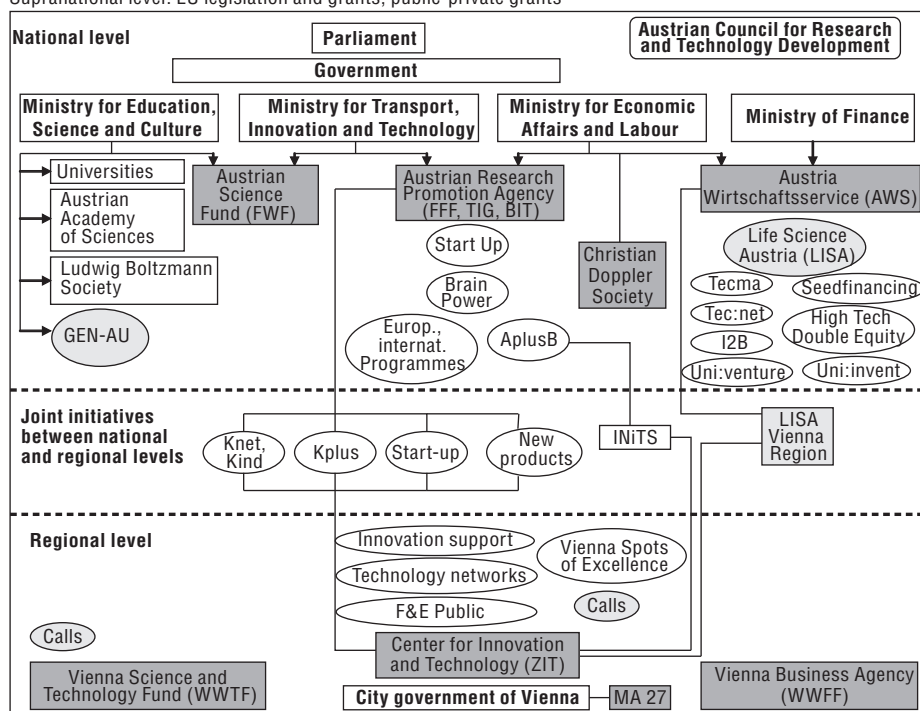 Supranational level: EU legislation and grants, public-private grants
National level
Parliament
Austrian Council for Research
and Technology Development
Government
Ministry for Education,
Science and Culture
Ministry for Transport,
Innovation and Technology
Ministry for Economic
Affairs and Labour
Ministry of Finance
Universities
Austrian
Academy
of Sciences
Ludwig Boltzmann
Society
GEN-AU
Austrian
Science
Fund (FWF)
Austrian Research
Promotion Agency
(FFF, TIG, BIT)
Start Up
Brain
Power
Europ.,
internat.
Programmes
AplusB
Christian
Doppler
Society
Austria
Wirtschaftsservice (AWS)
Life Science
Austria (LISA)
Tecma
Seedfinancing
Tec:net
High Tech
Double Equity
I2B
Uni:venture
Uni:invent
Joint initiatives
between national
and regional levels
Knet,
Kind
Kplus
Start-up
New
products
INiTS
LISA
Vienna
Region
Regional level
Innovation support
Technology networks
F&E Public
Vienna Spots
of Excellence
Calls
Calls
Vienna Science and
Technology Fund (WWTF)
Center for Innovation
and Technology (ZIT)
City government of Vienna
MA 27
Vienna Business Agency
(WWFF)